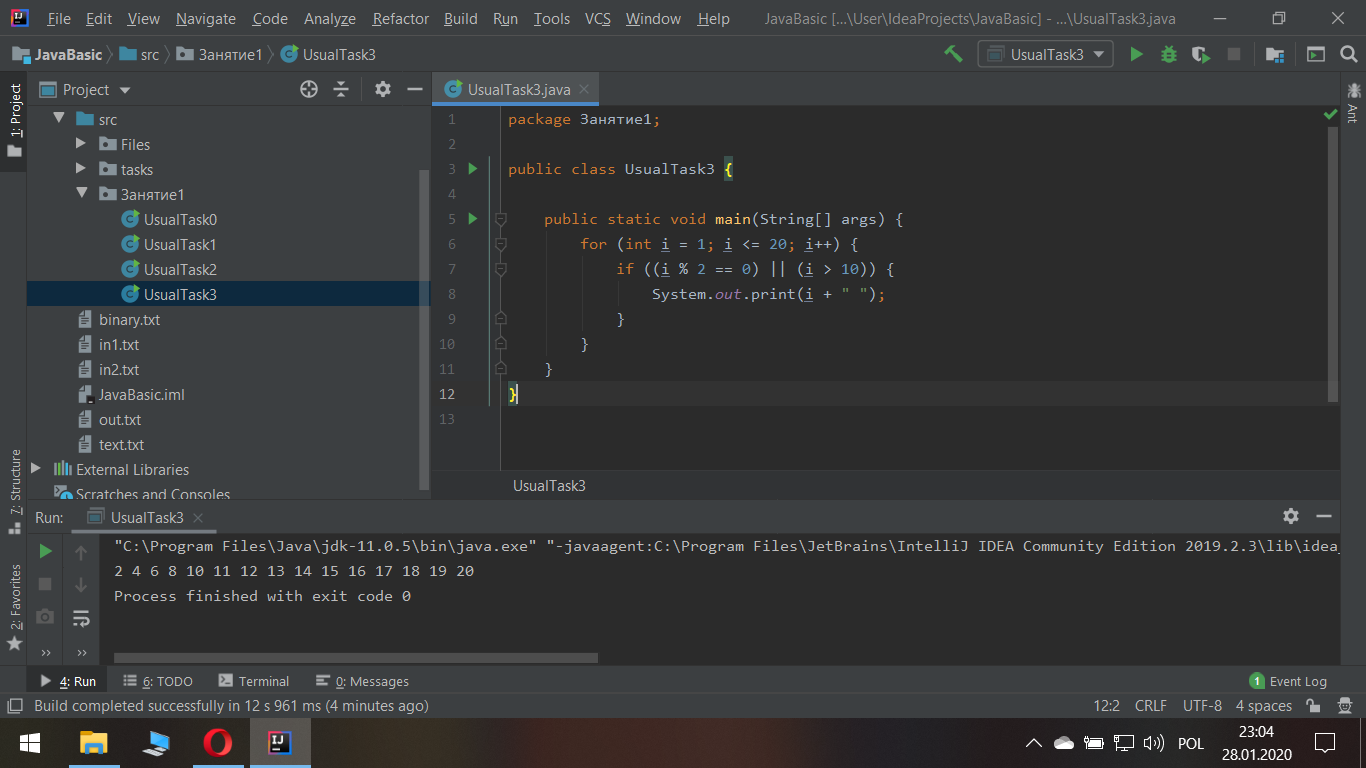 File Edit View Navigate Code Analyze Refactor Build Run Tools VCS Window Help JavaBasic [...\User\IdeaProjects\JavaBasic] - ...\UsualTask3.java
JavaBasic src Занятие1 UsualTask3 UsualTask3
1: Project
Project
src
Files
tasks
Занятие1
UsualTask0
UsualTask1
UsualTask2
UsualTask3
binary.txt
in1.txt
in2.txt
JavaBasic.iml
out.txt
text.txt
External Libraries
Scratches and Consoles
7: Structure
2: Favorites
UsualTask3.java
Ant
1 package Занятие1;
2
3 public class UsualTask3 {
4
5 public static void main(String[] args) {
6 for (int i = 1; i <= 20; i++) {
7 if ((i % 2 == 0) || (i > 10)) {
8 System.out.print(i + " ");
9 }
10 }
11 }
12 }
13
UsualTask3
Run: UsualTask3
"C:\Program Files\Java\jdk-11.0.5\bin\java.exe" "-javaagent:C:\Program Files\JetBrains\IntelliJ IDEA Community Edition 2019.2.3\lib\idea_
2 4 6 8 10 11 12 13 14 15 16 17 18 19 20
Process finished with exit code 0
4: Run 6: TODO Terminal 0: Messages 1 Event Log
Build completed successfully in 12 s 961 ms (4 minutes ago) 12:2 CRLF UTF-8 4 spaces
IJ POL 23:04
28.01.2020